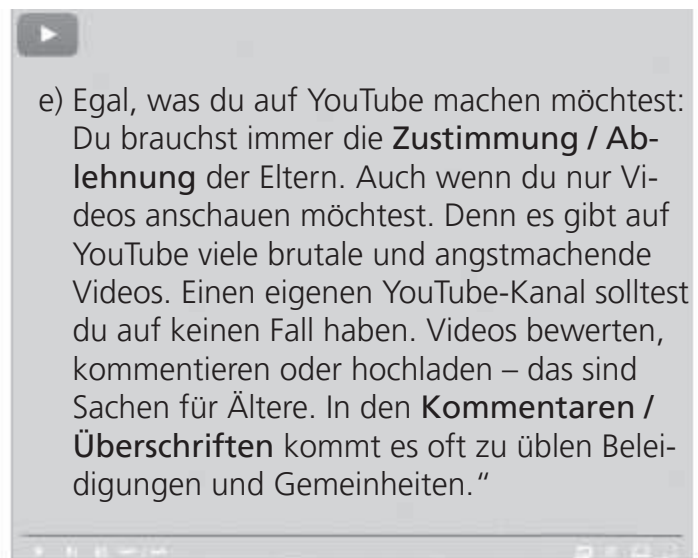 e) Egal, was du auf YouTube machen möchtest:
Du brauchst immer die Zustimmung / Ab-
lehnung der Eltern. Auch wenn du nur Vi-
deos anschauen möchtest. Denn es gibt auf
YouTube viele brutale und angstmachende
Videos. Einen eigenen YouTube-Kanal solltest
du auf keinen Fall haben. Videos bewerten,
kommentieren oder hochladen – das sind
Sachen für Ältere. In den Kommentaren /
Überschriften kommt es oft zu üblen Belei-
digungen und Gemeinheiten.“